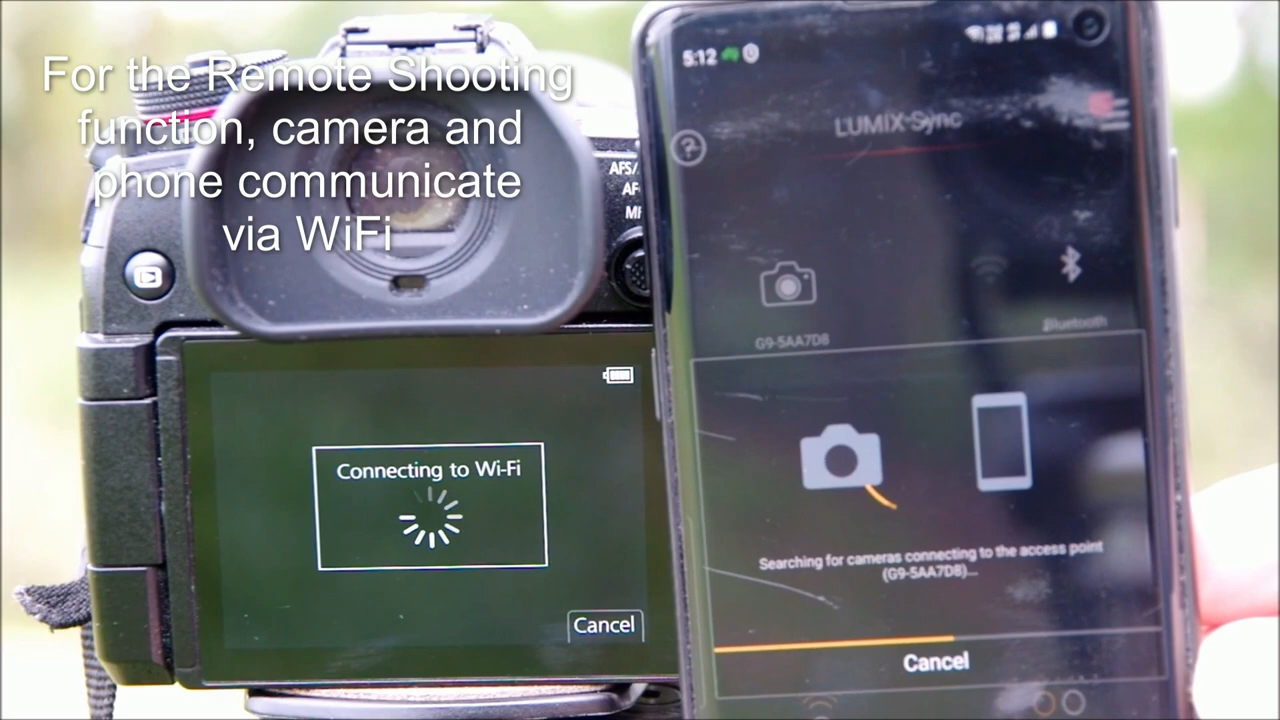 For the Remote Shooting
function, camera and
phone communicate
via WiFi
AFS/
AF
MF
Connecting to Wi-Fi
Cancel
5:12
LUMIX Sync
G9-5AA7D8
Bluetooth
Searching for cameras connecting to the access point
(G9-5AA7D8)...
Cancel